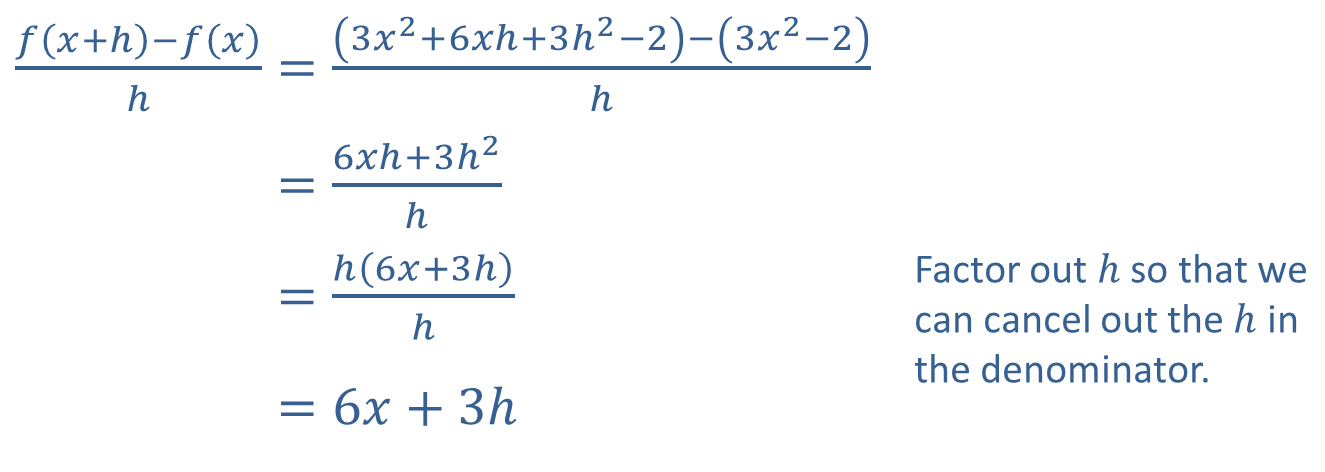 f(x+h)−f(x)/h = (3x²+6xh+3h²−2)−(3x²−2)/h
= 6xh+3h²/h
= h(6x+3h)/h
Factor out h so that we
can cancel out the h in
the denominator.
= 6x + 3h